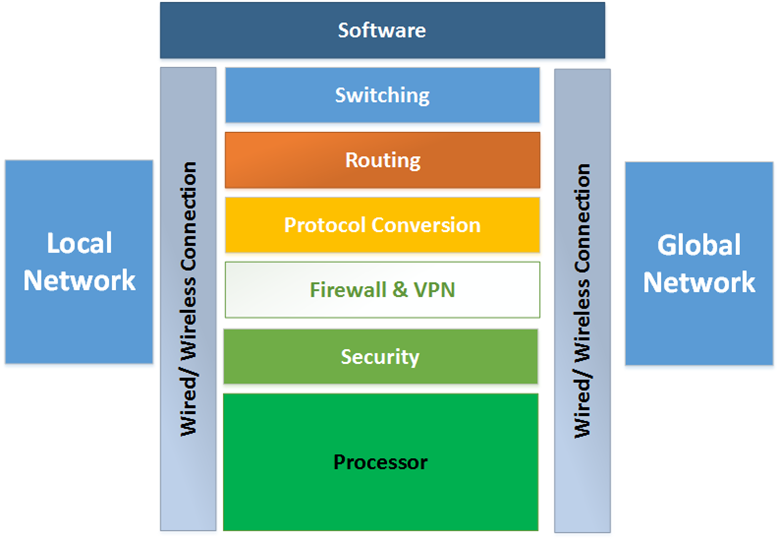 Software
Switching
Routing
Protocol Conversion
Firewall & VPN
Security
Processor
Local
Network
Wired/ Wireless Connection
Wired/ Wireless Connection
Global
Network